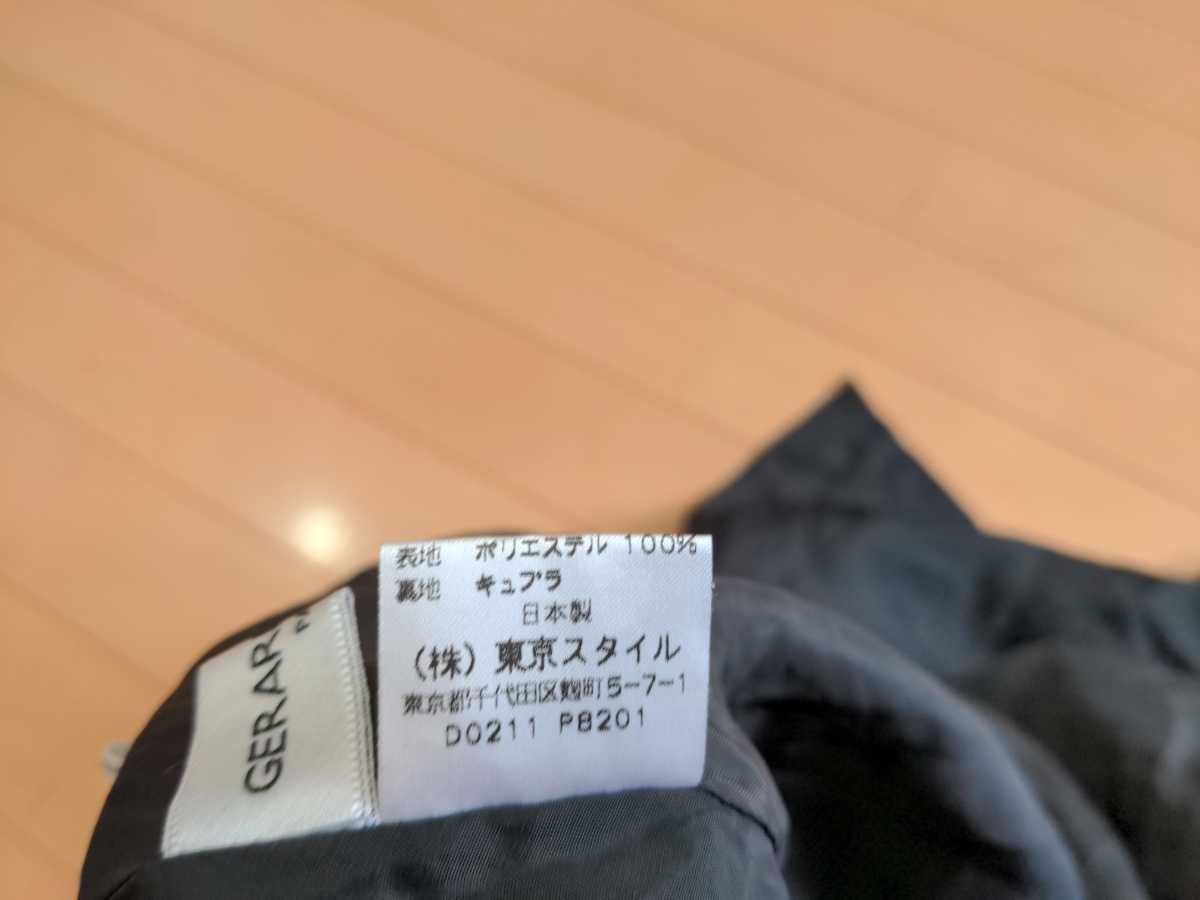 表地 ポリエステル 100%
裏地 キュプラ
日本製
(株) 東京スタイル
東京都千代田区麴町5-7-1
D0211 P8201
GERAR